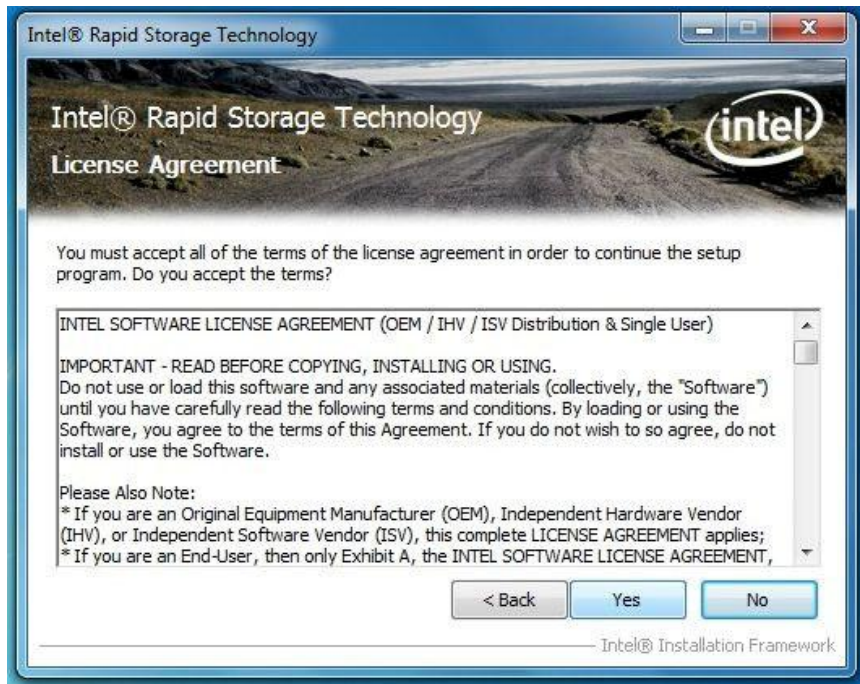 Intel® Rapid Storage Technology
Intel® Rapid Storage Technology
intel
License Agreement
You must accept all of the terms of the license agreement in order to continue the setup
program. Do you accept the terms?
INTEL SOFTWARE LICENSE AGREEMENT (OEM / IHV / ISV Distribution & Single User)
IMPORTANT - READ BEFORE COPYING, INSTALLING OR USING.
Do not use or load this software and any associated materials (collectively, the "Software")
until you have carefully read the following terms and conditions. By loading or using the
Software, you agree to the terms of this Agreement. If you do not wish to so agree, do not
install or use the Software.
Please Also Note:
* If you are an Original Equipment Manufacturer (OEM), Independent Hardware Vendor
(IHV), or Independent Software Vendor (ISV), this complete LICENSE AGREEMENT applies;
* If you are an End-User, then only Exhibit A, the INTEL SOFTWARE LICENSE AGREEMENT,
< Back Yes No
Intel® Installation Framework